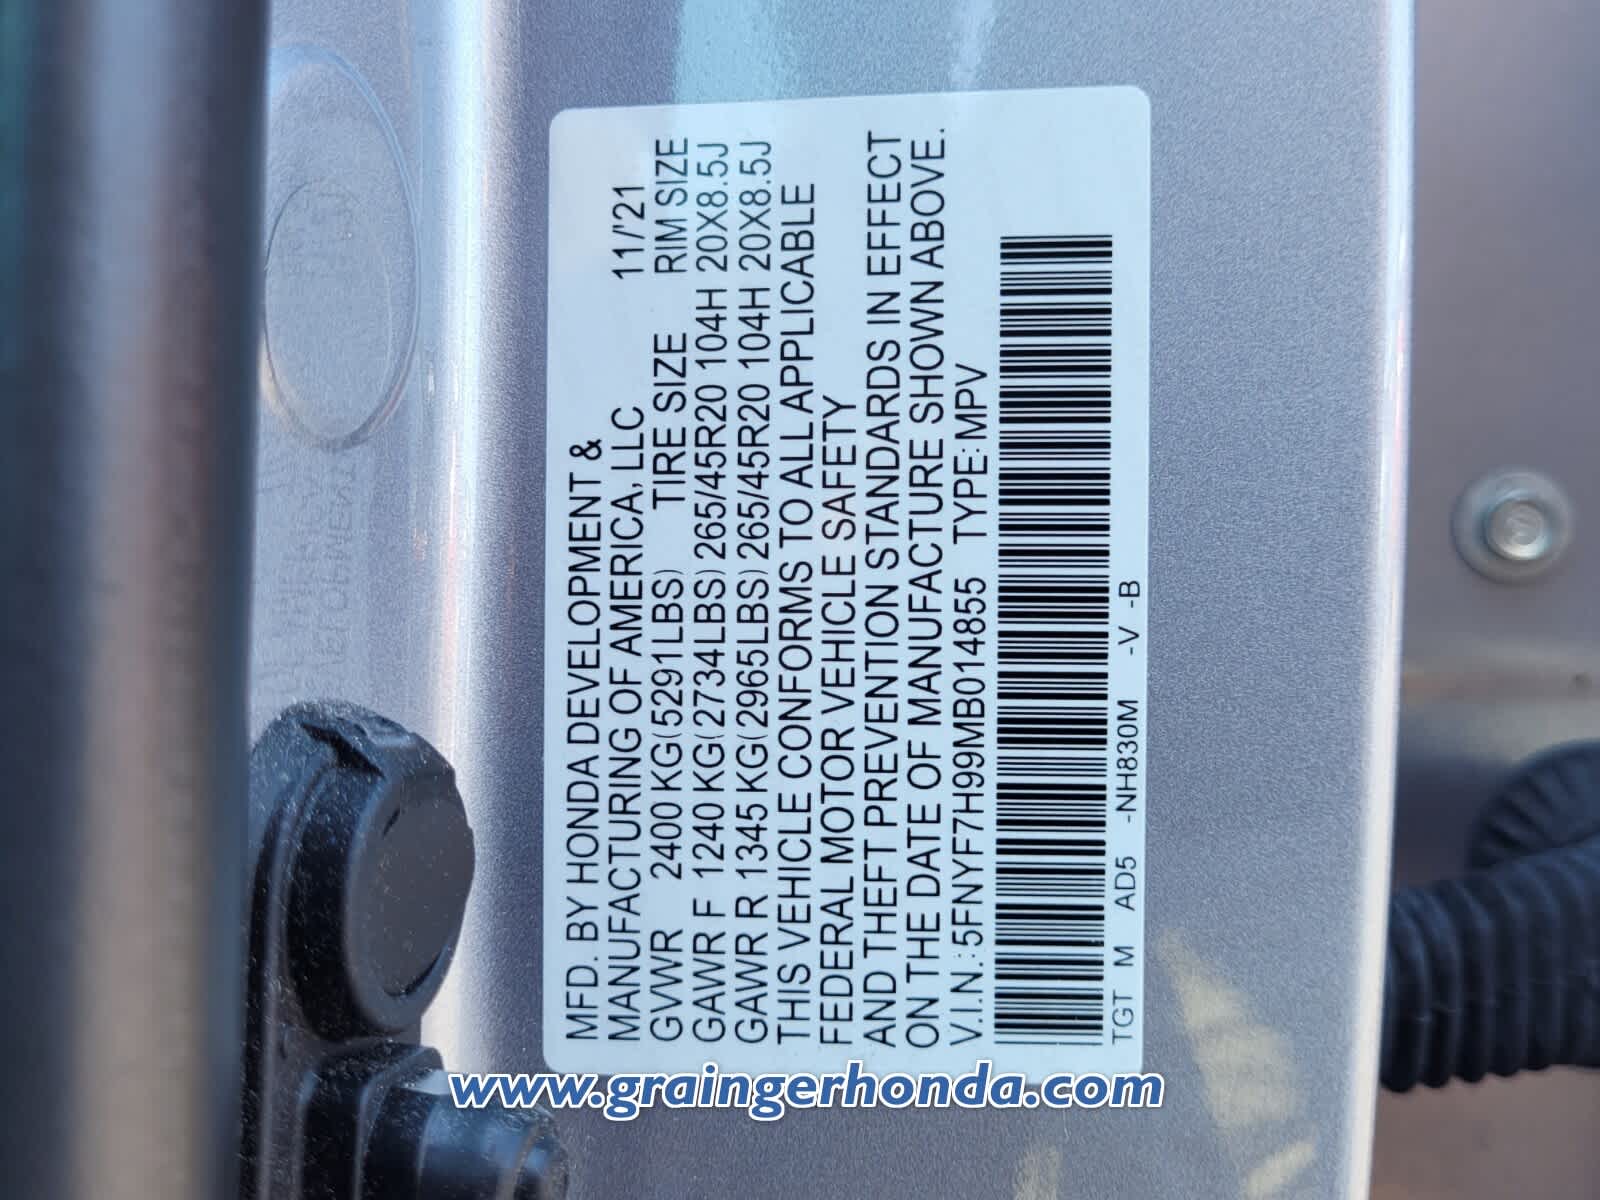 MFD. BY HONDA DEVELOPMENT &
MANUFACTURING OF AMERICA, LLC 11/'21
GVWR 2400 KG(5291LBS) TIRE SIZE RIM SIZE
GAWR F 1240 KG(2734LBS) 265/45R20 104H 20X8.5J
GAWR R 1345 KG(2965LBS) 265/45R20 104H 20X8.5J
THIS VEHICLE CONFORMS TO ALL APPLICABLE
FEDERAL MOTOR VEHICLE SAFETY
AND THEFT PREVENTION STANDARDS IN EFFECT
ON THE DATE OF MANUFACTURE SHOWN ABOVE.
V.I.N.:5FNYF7H99MB014855 TYPE:MPV
TGT M AD5 -NH830M -V -B
www.graingerhonda.com